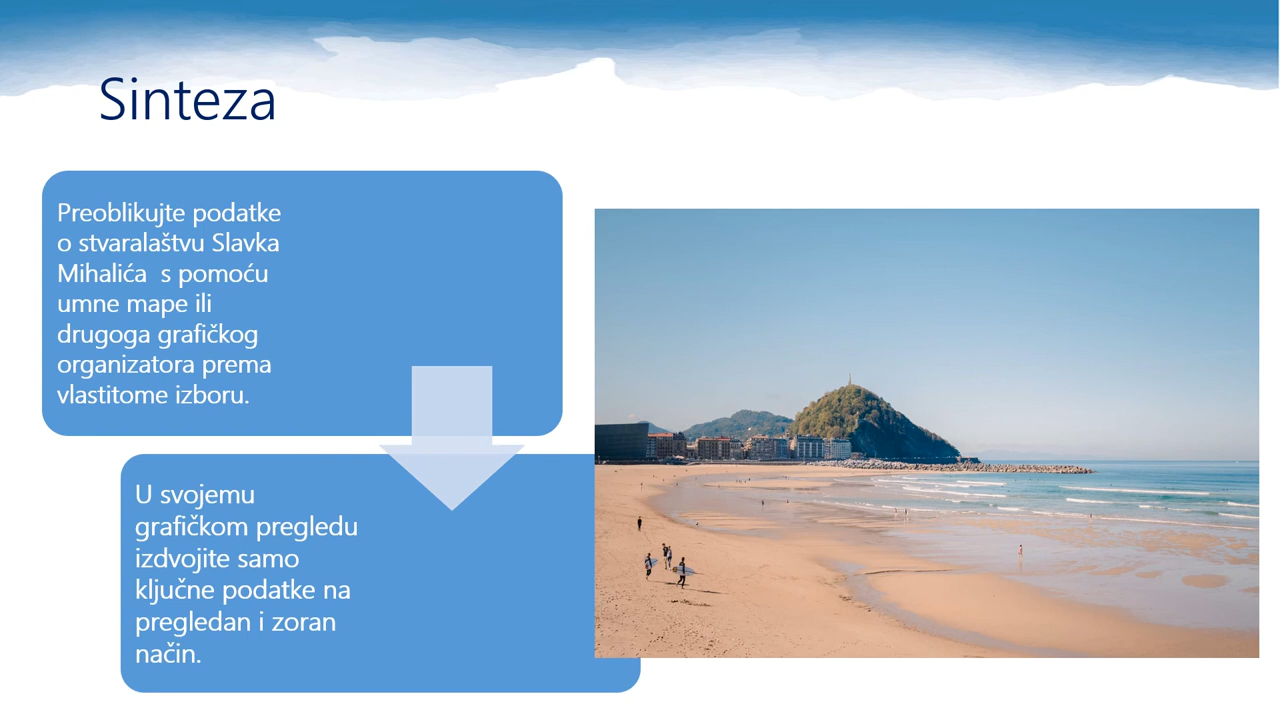 Sinteza
Preoblikujte podatke
o stvaralaštvu Slavka
Mihalića  s pomoću
umne mape ili
drugoga grafičkog
organizatora prema
vlastitome izboru.
U svojemu
grafičkom pregledu
izdvojite samo
ključne podatke na
pregledan i zoran
način.